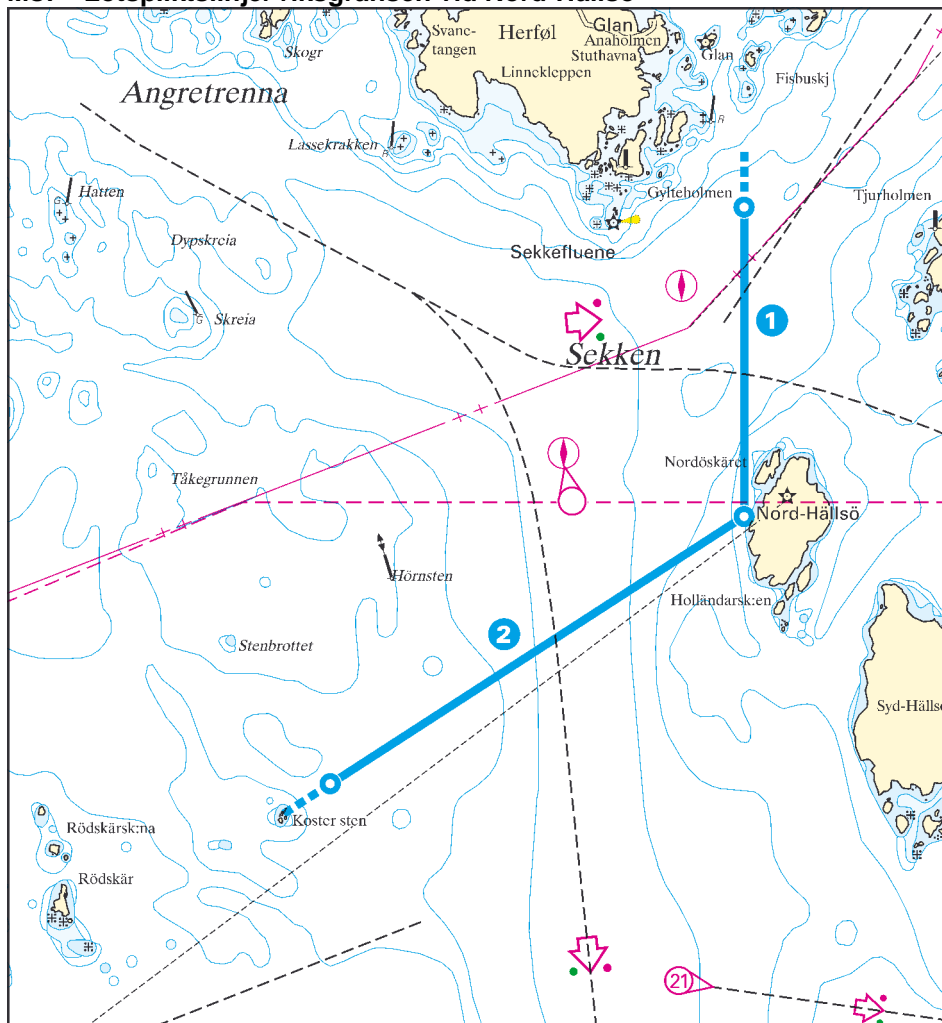 Svanc-
tangen
Herføl
Glan
Anaholmen
Stuthavna
Linnekleppen
Skogr
Glan
Fisbuskj
Angretrenna
Lassekrakken
R
R
Hatten
G
Gylteholmen
Tjurholmen
Dypskreia
Sekkefluene
Skreia
G
1
Sekken
Nordöskäret
Tåkegrunnen
Nord-Hällsö
Hörnsten
Holländarsk:en
2
Stenbrottet
Syd-Hällsö
Koster sten
Rödskärsk:na
Rödskär
21